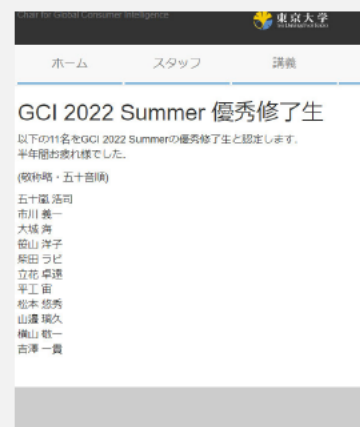 Chair for Global Consumer Intelligence
東京大学
ホーム
スタッフ
講義
GCI 2022 Summer 優秀修了生
以下の11名をGCI 2022 Summerの優秀修了生と認定します.
半年間お疲れ様でした.
(敬称略・五十音順)
五十嵐 浩司
市川 義一
大城 海
笹山 洋子
柴田 ラビ
立花 卓遠
平工 宙
松本 悠秀
山邊 瑞久
横山 敬一
吉澤 一貴